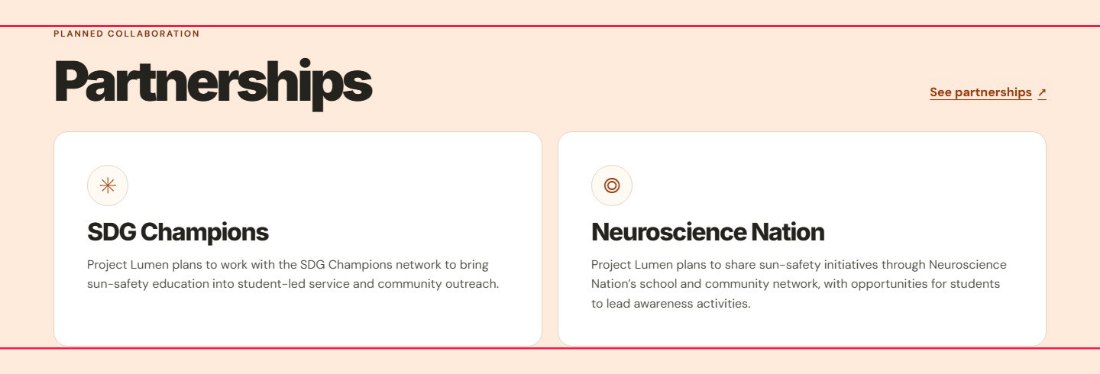 PLANNED COLLABORATION
Partnerships
See partnerships ↗
SDG Champions
Project Lumen plans to work with the SDG Champions network to bring
sun-safety education into student-led service and community outreach.
Neuroscience Nation
Project Lumen plans to share sun-safety initiatives through Neuroscience
Nation's school and community network, with opportunities for students
to lead awareness activities.